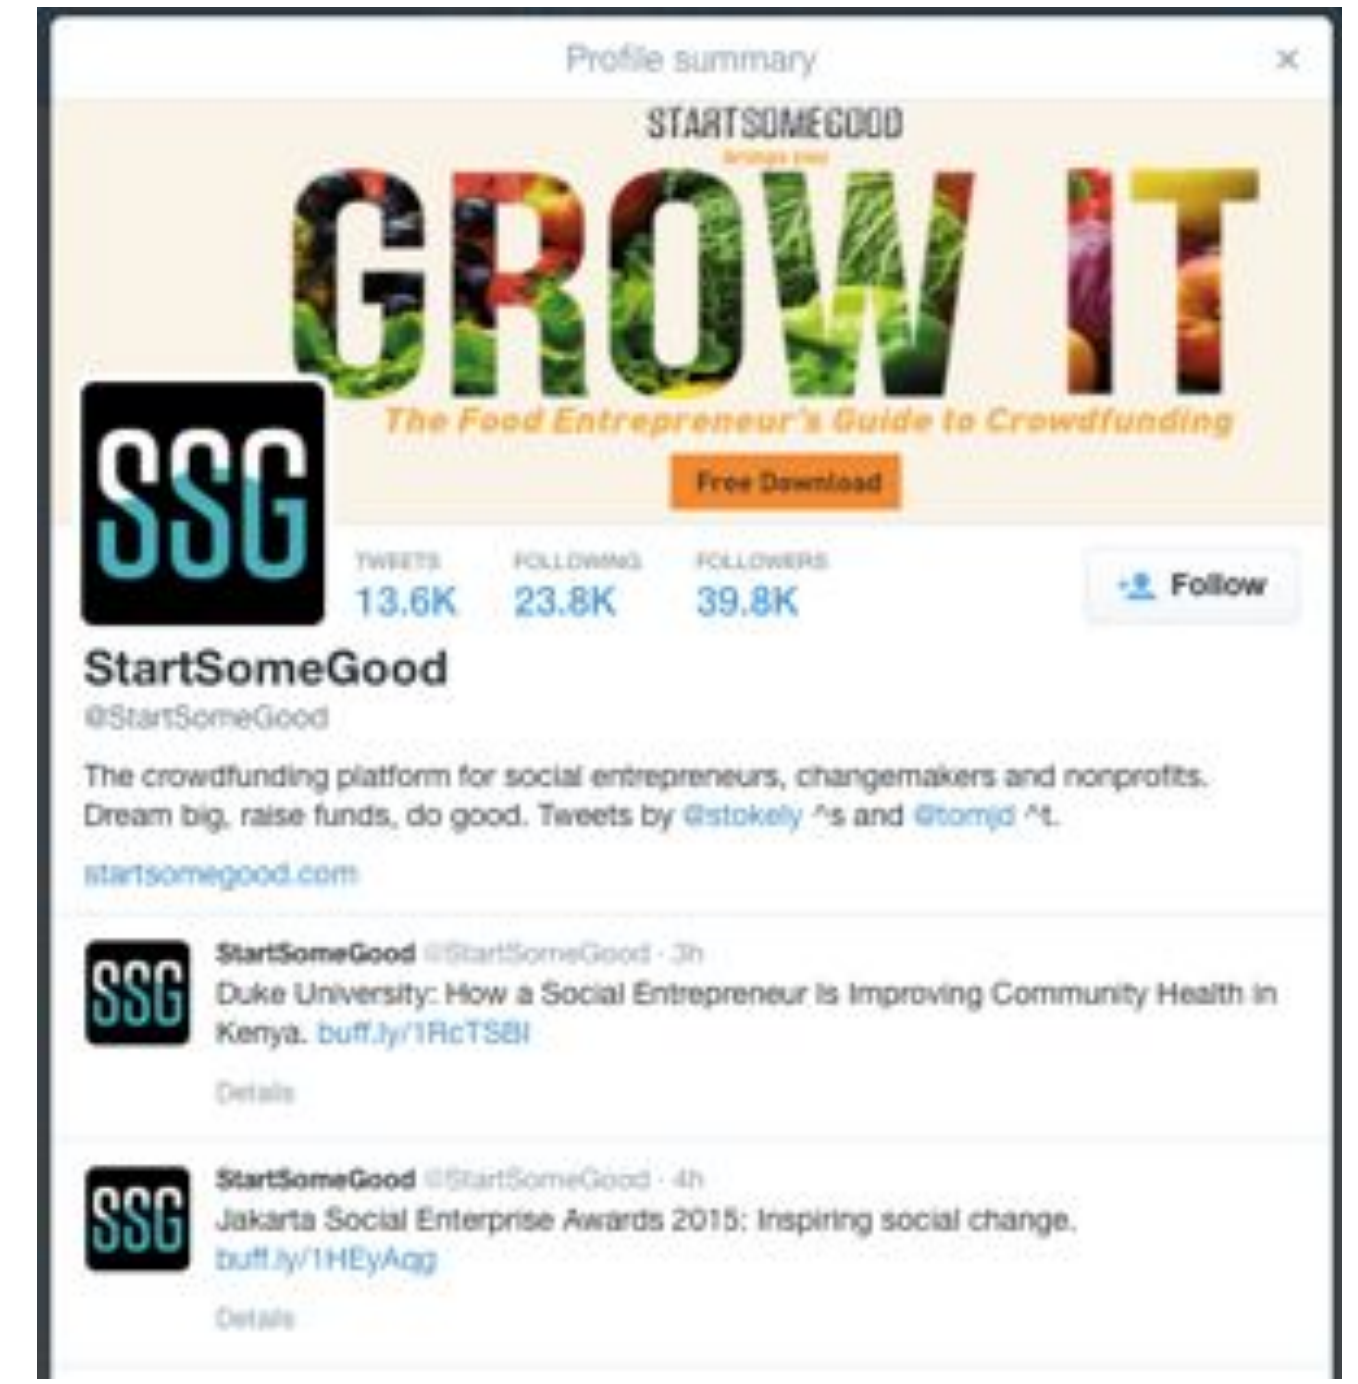 Profile summary ×
STARTSOMEGOOD
brings you
GROW IT
The Food Entrepreneur's Guide to Crowdfunding
Free Download
SSG
TWEETS FOLLOWING FOLLOWERS
13.6K 23.8K 39.8K
Follow
StartSomeGood
@StartSomeGood
The crowdfunding platform for social entrepreneurs, changemakers and nonprofits.
Dream big, raise funds, do good. Tweets by @stokely ^s and @tomjd ^t.
startsomegood.com
SSG
StartSomeGood @StartSomeGood · 3h
Duke University: How a Social Entrepreneur Is Improving Community Health in
Kenya. buff.ly/1RcTSBI
Details
SSG
StartSomeGood @StartSomeGood · 4h
Jakarta Social Enterprise Awards 2015: Inspiring social change.
buff.ly/1HEyAqg
Details